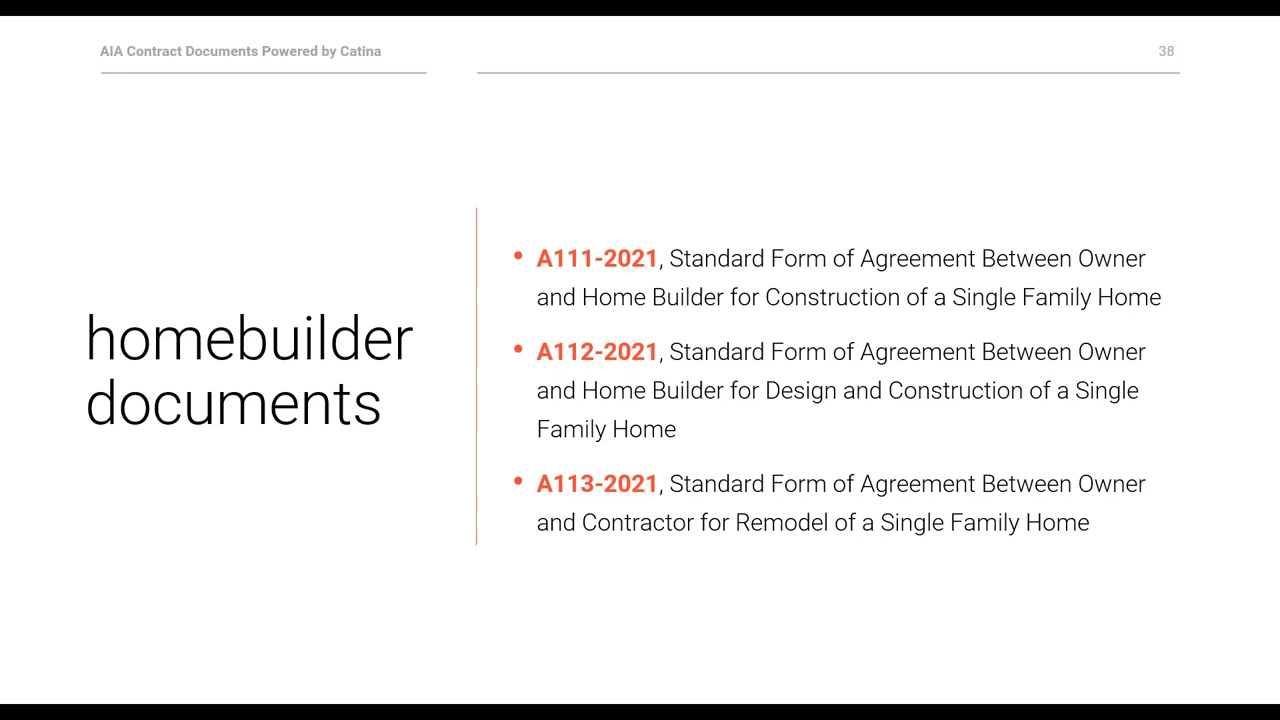 AIA Contract Documents Powered by Catina
38
homebuilder
documents
• A111-2021, Standard Form of Agreement Between Owner
and Home Builder for Construction of a Single Family Home
• A112-2021, Standard Form of Agreement Between Owner
and Home Builder for Design and Construction of a Single
Family Home
• A113-2021, Standard Form of Agreement Between Owner
and Contractor for Remodel of a Single Family Home